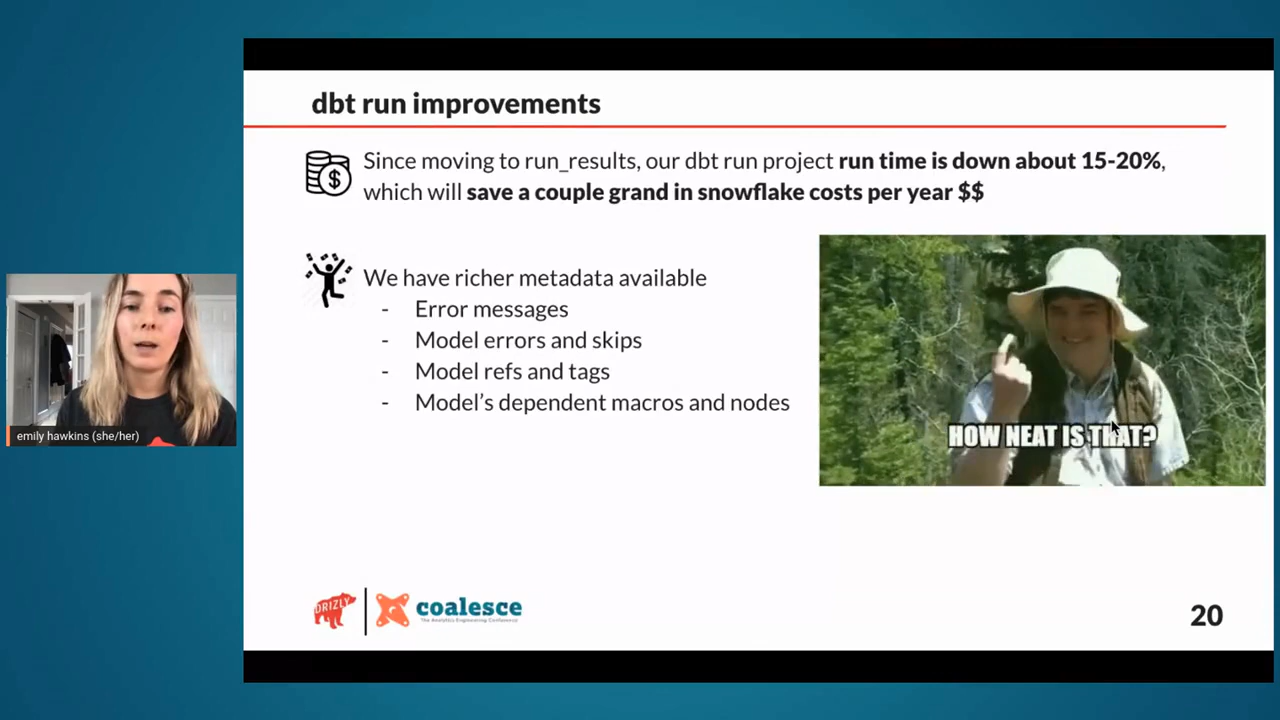 dbt run improvements
Since moving to run_results, our dbt run project run time is down about 15-20%,
which will save a couple grand in snowflake costs per year $$
We have richer metadata available
- Error messages
- Model errors and skips
- Model refs and tags
- Model's dependent macros and nodes
HOW NEAT IS THAT?
emily hawkins (she/her)
DRIZLY
coalesce
The Analytics Engineering Conference
20